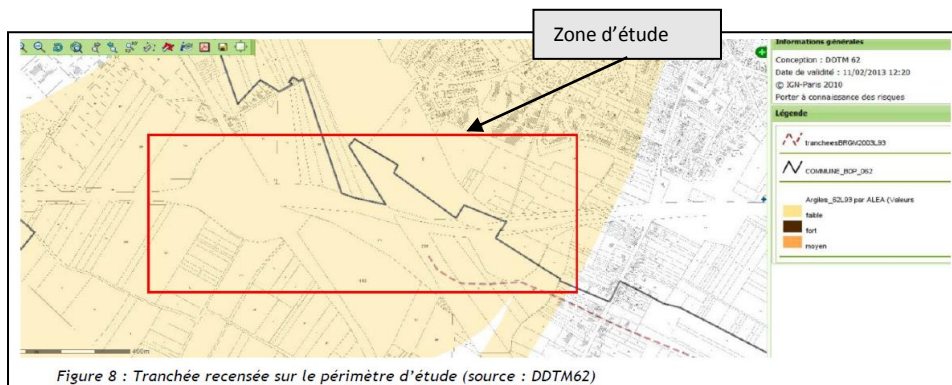 Zone d'étude
Informations générales
Conception : DDTM 62
Date de validité : 11/02/2013 12:20
© IGN-Paris 2010
Porter à connaissance des risques
Légende
trancheesBRGM2003L93
COMMUNE_BDP_062
Argiles_62L93 par ALEA (Valeurs
faible
fort
moyen
400m
Figure 8 : Tranchée recensée sur le périmètre d'étude (source : DDTM62)